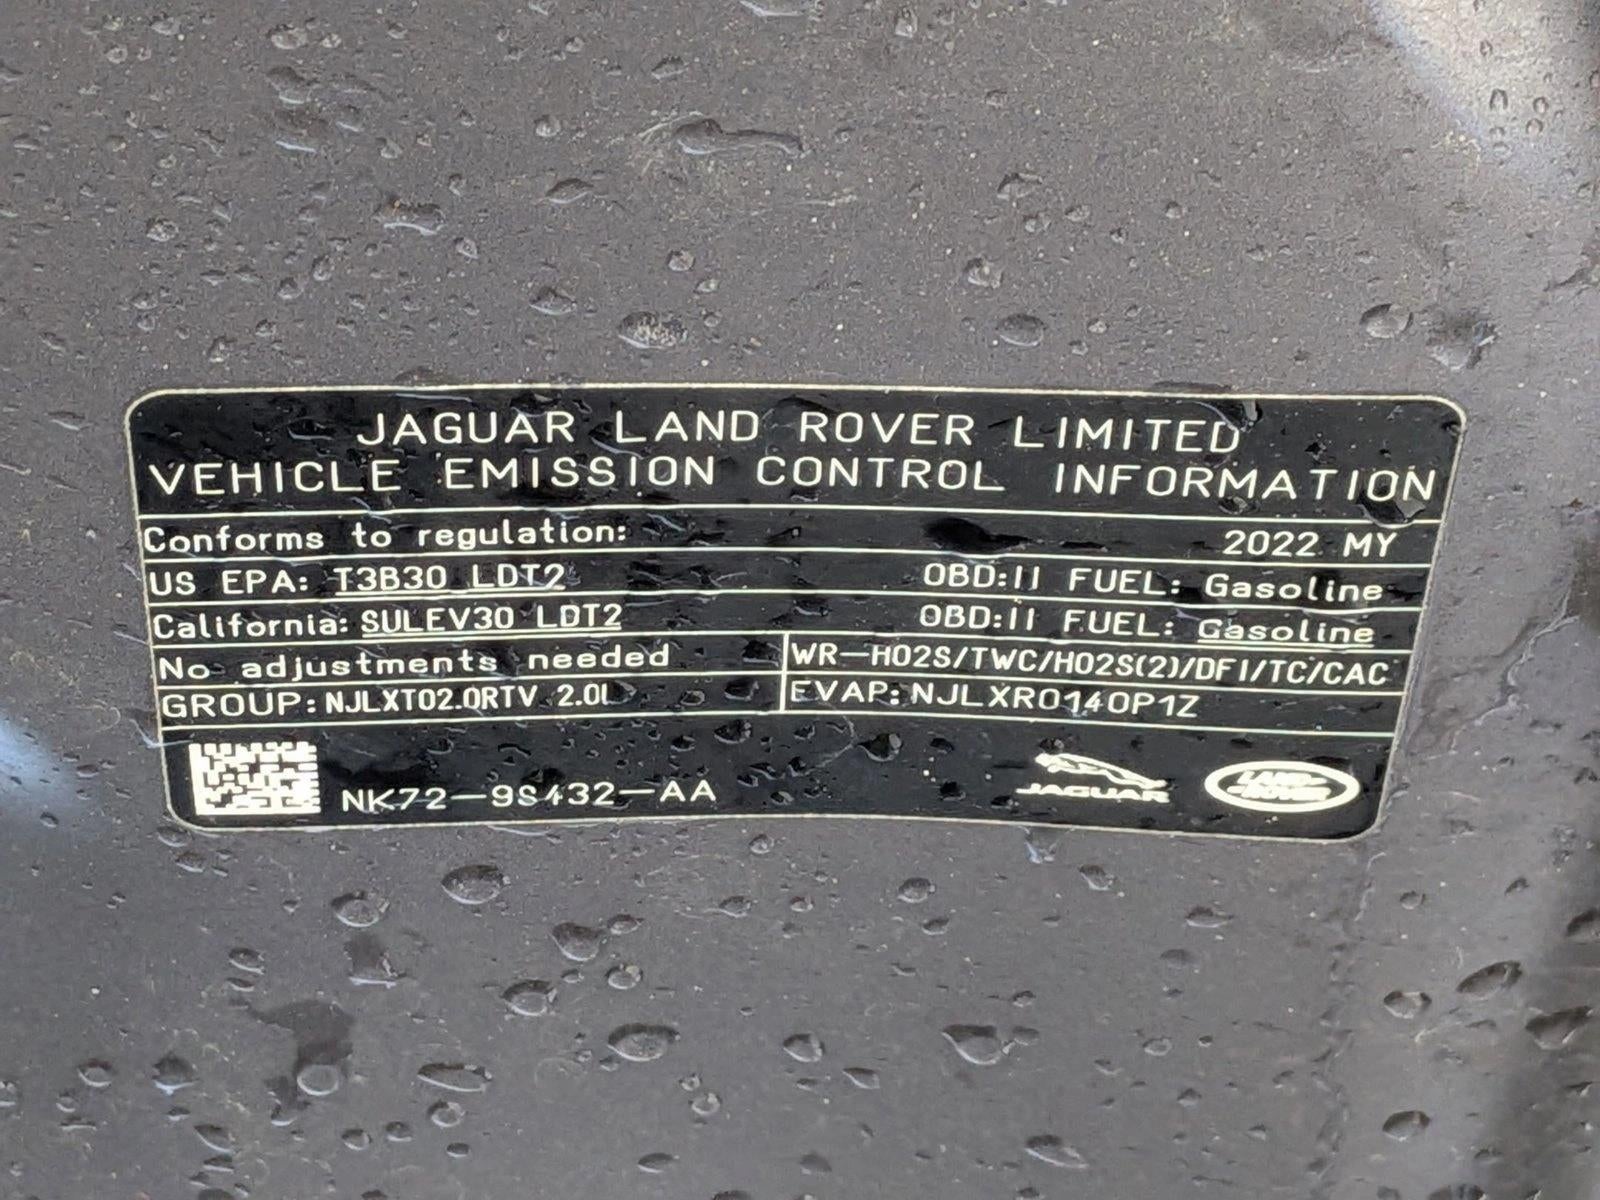 JAGUAR LAND ROVER LIMITED
VEHICLE EMISSION CONTROL INFORMATION
Conforms to regulation: 2022 MY
US EPA: T3B30 LDT2 OBD:II FUEL: Gasoline
California: SULEV30 LDT2 OBD:II FUEL: Gasoline
No adjustments needed WR-HO2S/TWC/HO2S(2)/DFI/TC/CAC
GROUP: NJLXT02.0RTV 2.0L EVAP: NJLXR0140P1Z
NK72-9S432-AA JAGUAR LAND-
-ROVER